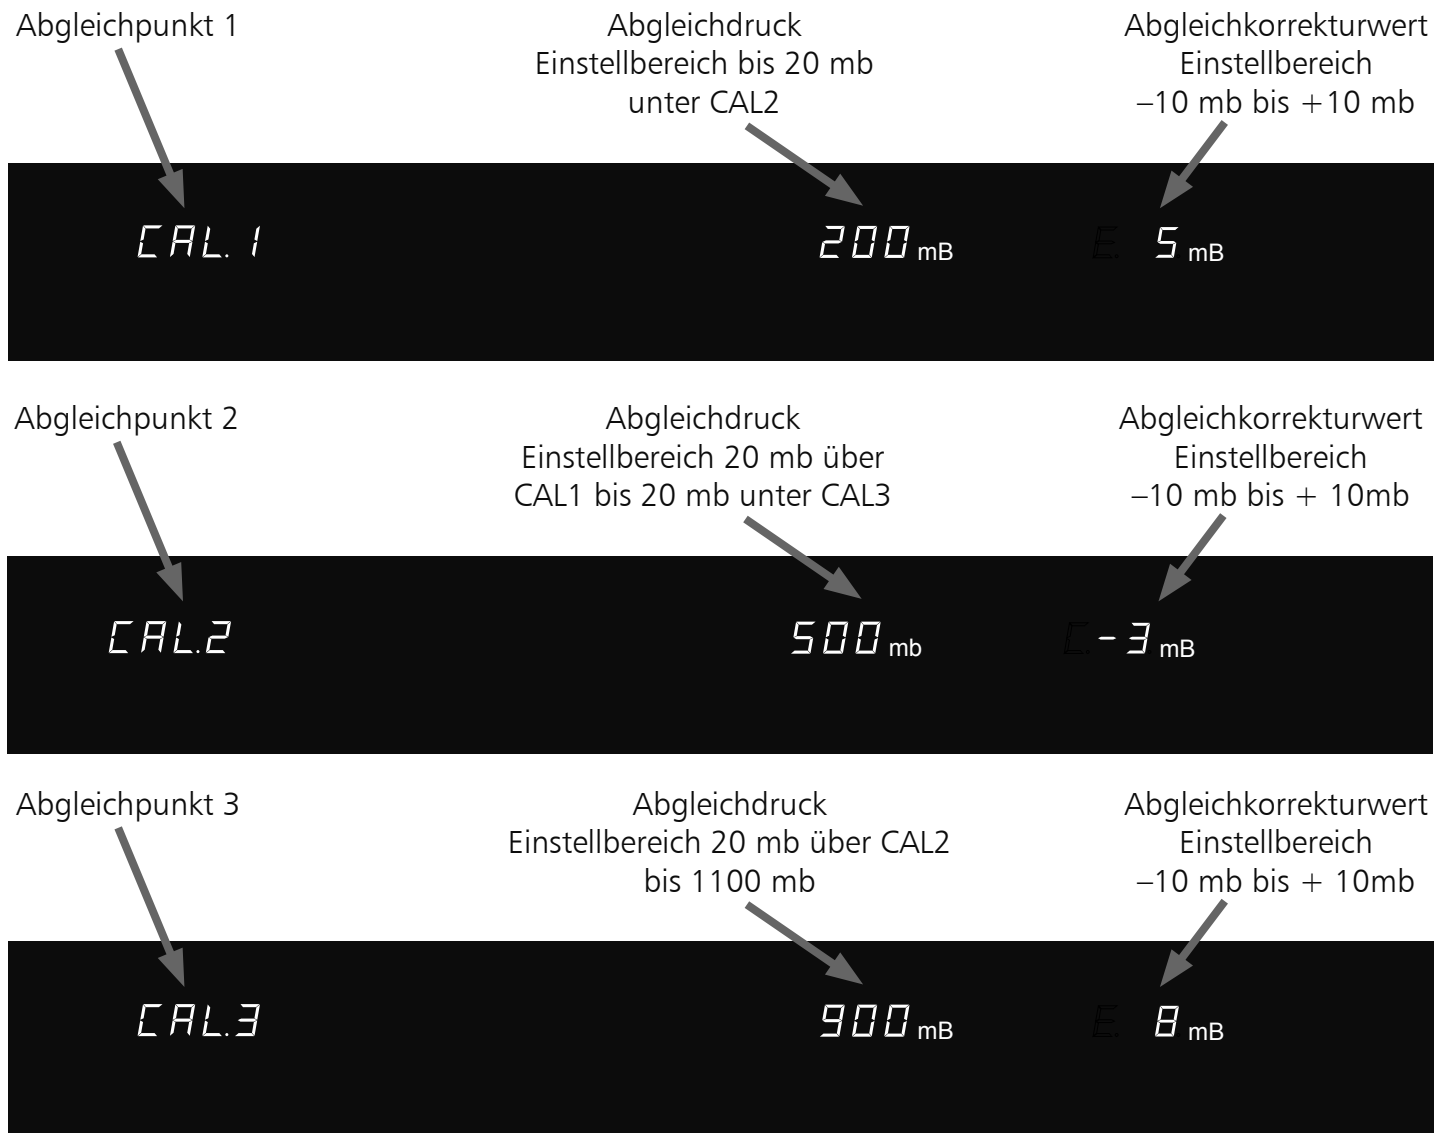 Abgleichpunkt 1
Abgleichdruck
Einstellbereich bis 20 mb
unter CAL2
Abgleichkorrekturwert
Einstellbereich
–10 mb bis +10 mb
CAL.1 200 mB 5 mB
Abgleichpunkt 2
Abgleichdruck
Einstellbereich 20 mb über
CAL1 bis 20 mb unter CAL3
Abgleichkorrekturwert
Einstellbereich
–10 mb bis + 10mb
CAL.2 500 mb -3 mB
Abgleichpunkt 3
Abgleichdruck
Einstellbereich 20 mb über CAL2
bis 1100 mb
Abgleichkorrekturwert
Einstellbereich
–10 mb bis + 10mb
CAL.3 900 mB 8 mB